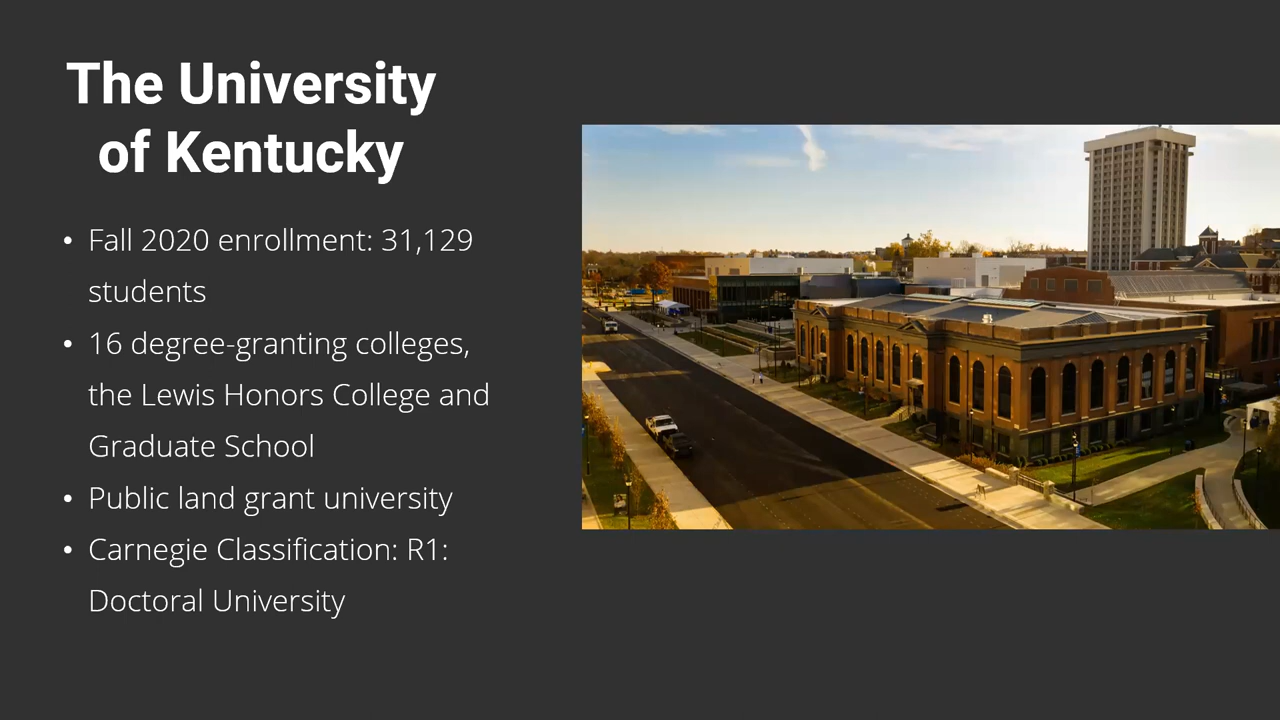 The University
of Kentucky
• Fall 2020 enrollment: 31,129
students
• 16 degree-granting colleges,
the Lewis Honors College and
Graduate School
• Public land grant university
• Carnegie Classification: R1:
Doctoral University